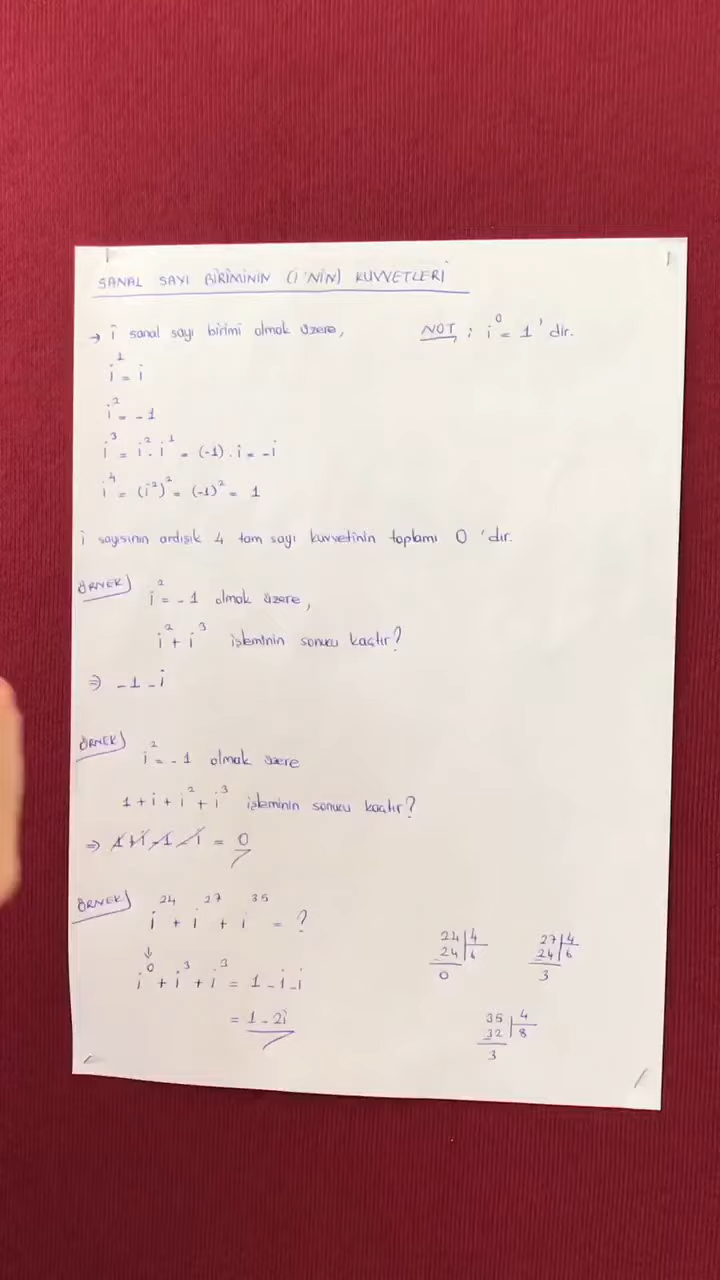 SANAL SAYI BİRİMİNİN (İ'NİN) KUVVETLERİ
→ i sanal sayı birimi olmak üzere,
NOT : i⁰ = 1'dir.
i¹ = i
i² = -1
i³ = i².i¹ = (-1).i = -i
i⁴ = (i²)² = (-1)² = 1
i sayısının ardışık 4 tam sayı kuvvetinin toplamı 0'dır.
ÖRNEK) i² = -1 olmak üzere,
i² + i³ işleminin sonucu kaçtır?
⇒ -1 - i
ÖRNEK) i² = -1 olmak üzere
1 + i + i² + i³ işleminin sonucu kaçtır?
⇒ 1 + i - 1 - i = 0
ÖRNEK) i²⁴ + i²⁷ + i³⁵ = ?
↓
i⁰ + i³ + i³ = 1 - i - i
= 1 - 2i
24 | 4
24 | 6
0
27 | 4
24 | 6
3
35 | 4
32 | 8
3